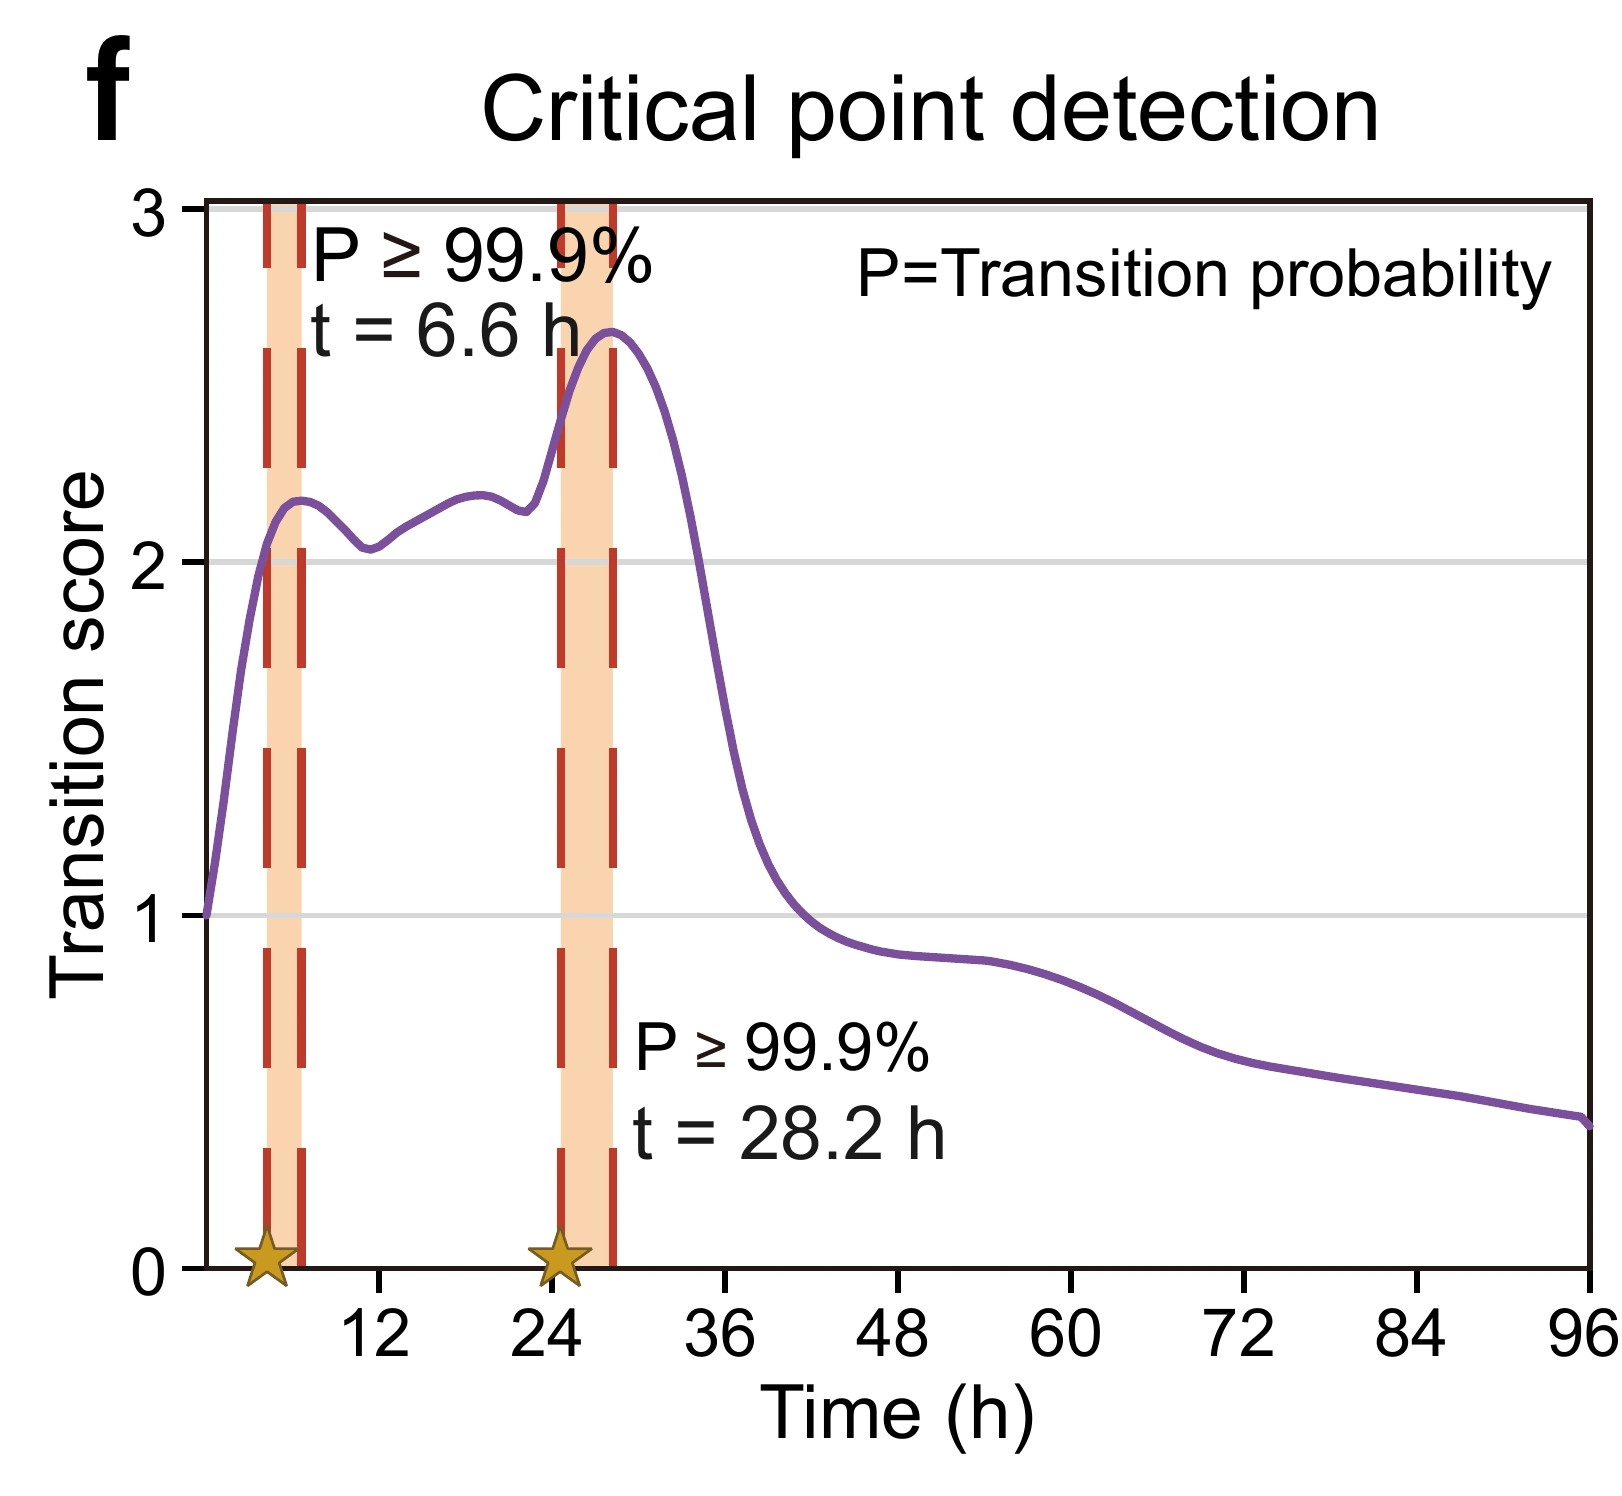 f
Critical point detection
3
P ≥ 99.9%
t = 6.6 h
P=Transition probability
Transition score
2
1
P ≥ 99.9%
t = 28.2 h
0
12 24 36 48 60 72 84 96
Time (h)